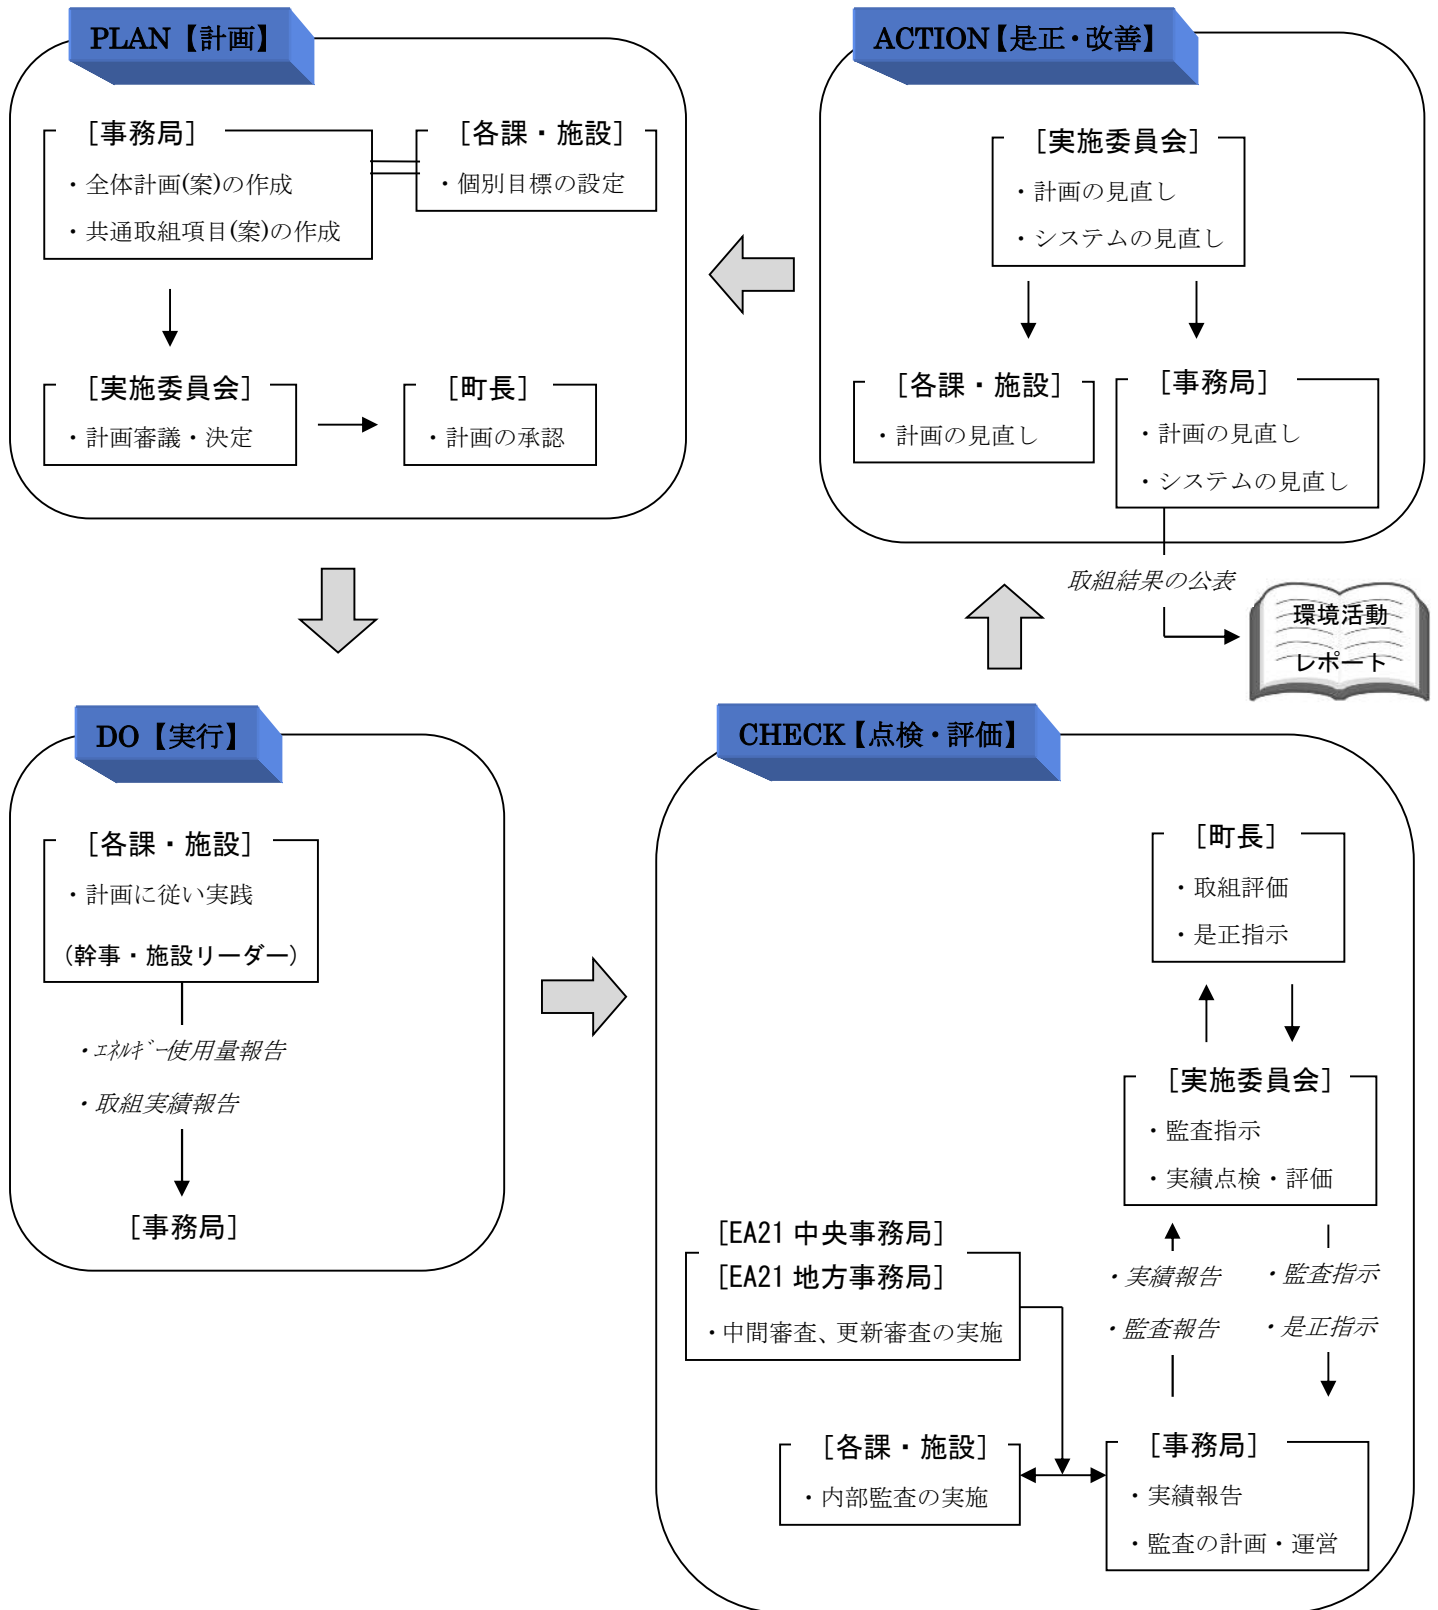 PLAN【計画】
[事務局]
・全体計画(案)の作成
・共通取組項目(案)の作成
[各課・施設]
・個別目標の設定
[実施委員会]
・計画審議・決定
[町長]
・計画の承認
ACTION【是正・改善】
[実施委員会]
・計画の見直し
・システムの見直し
[各課・施設]
・計画の見直し
[事務局]
・計画の見直し
・システムの見直し
取組結果の公表
環境活動
レポート
DO【実行】
[各課・施設]
・計画に従い実践
(幹事・施設リーダー)
・ｴﾈﾙｷﾞｰ使用量報告
・取組実績報告
[事務局]
CHECK【点検・評価】
[町長]
・取組評価
・是正指示
[実施委員会]
・監査指示
・実績点検・評価
・実績報告
・監査報告
・監査指示
・是正指示
[EA21 中央事務局]
[EA21 地方事務局]
・中間審査、更新審査の実施
[各課・施設]
・内部監査の実施
[事務局]
・実績報告
・監査の計画・運営